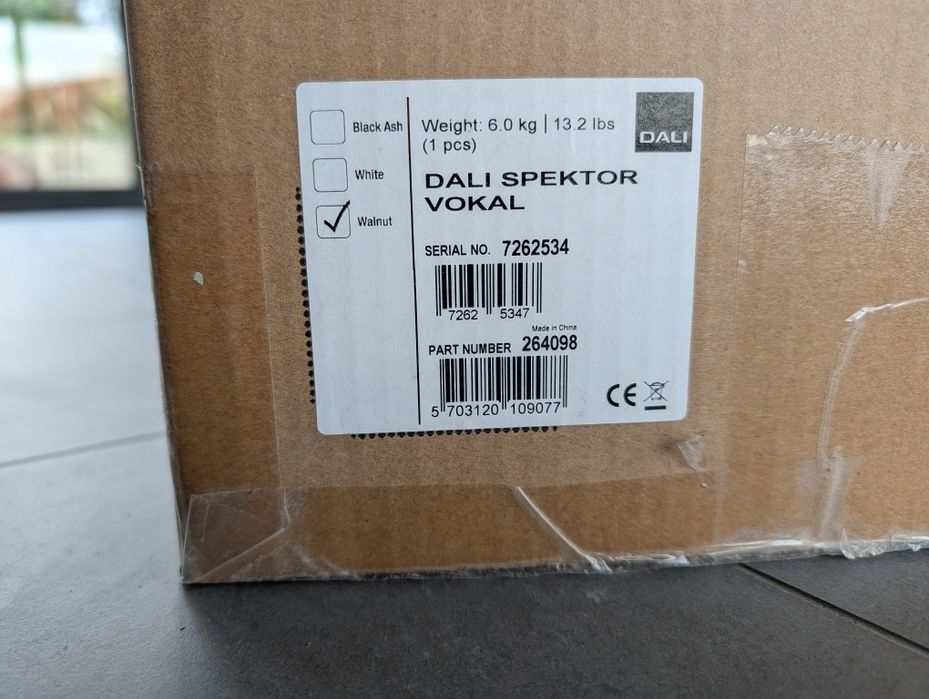 Black Ash
White
Walnut
Weight: 6.0 kg | 13.2 lbs
(1 pcs)
DALI
DALI SPEKTOR
VOKAL
SERIAL NO. 7262534
7262 5347
Made in China
PART NUMBER 264098
5 703120 109077
CE